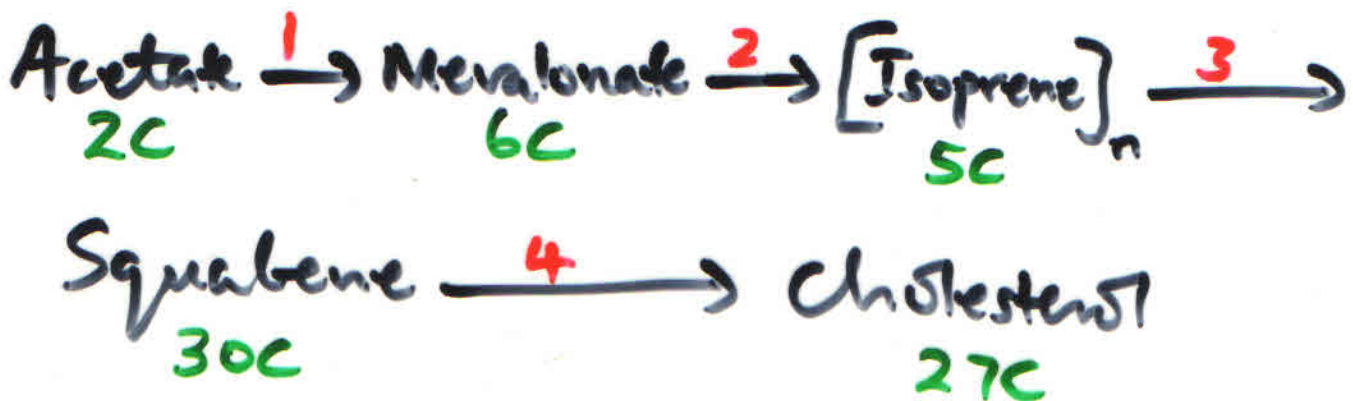 Acetate 1→ Mevalonate 2→ [Isoprene]n 3→
2C 6C 5C
Squalene 4→ Cholesterol
30C 27C